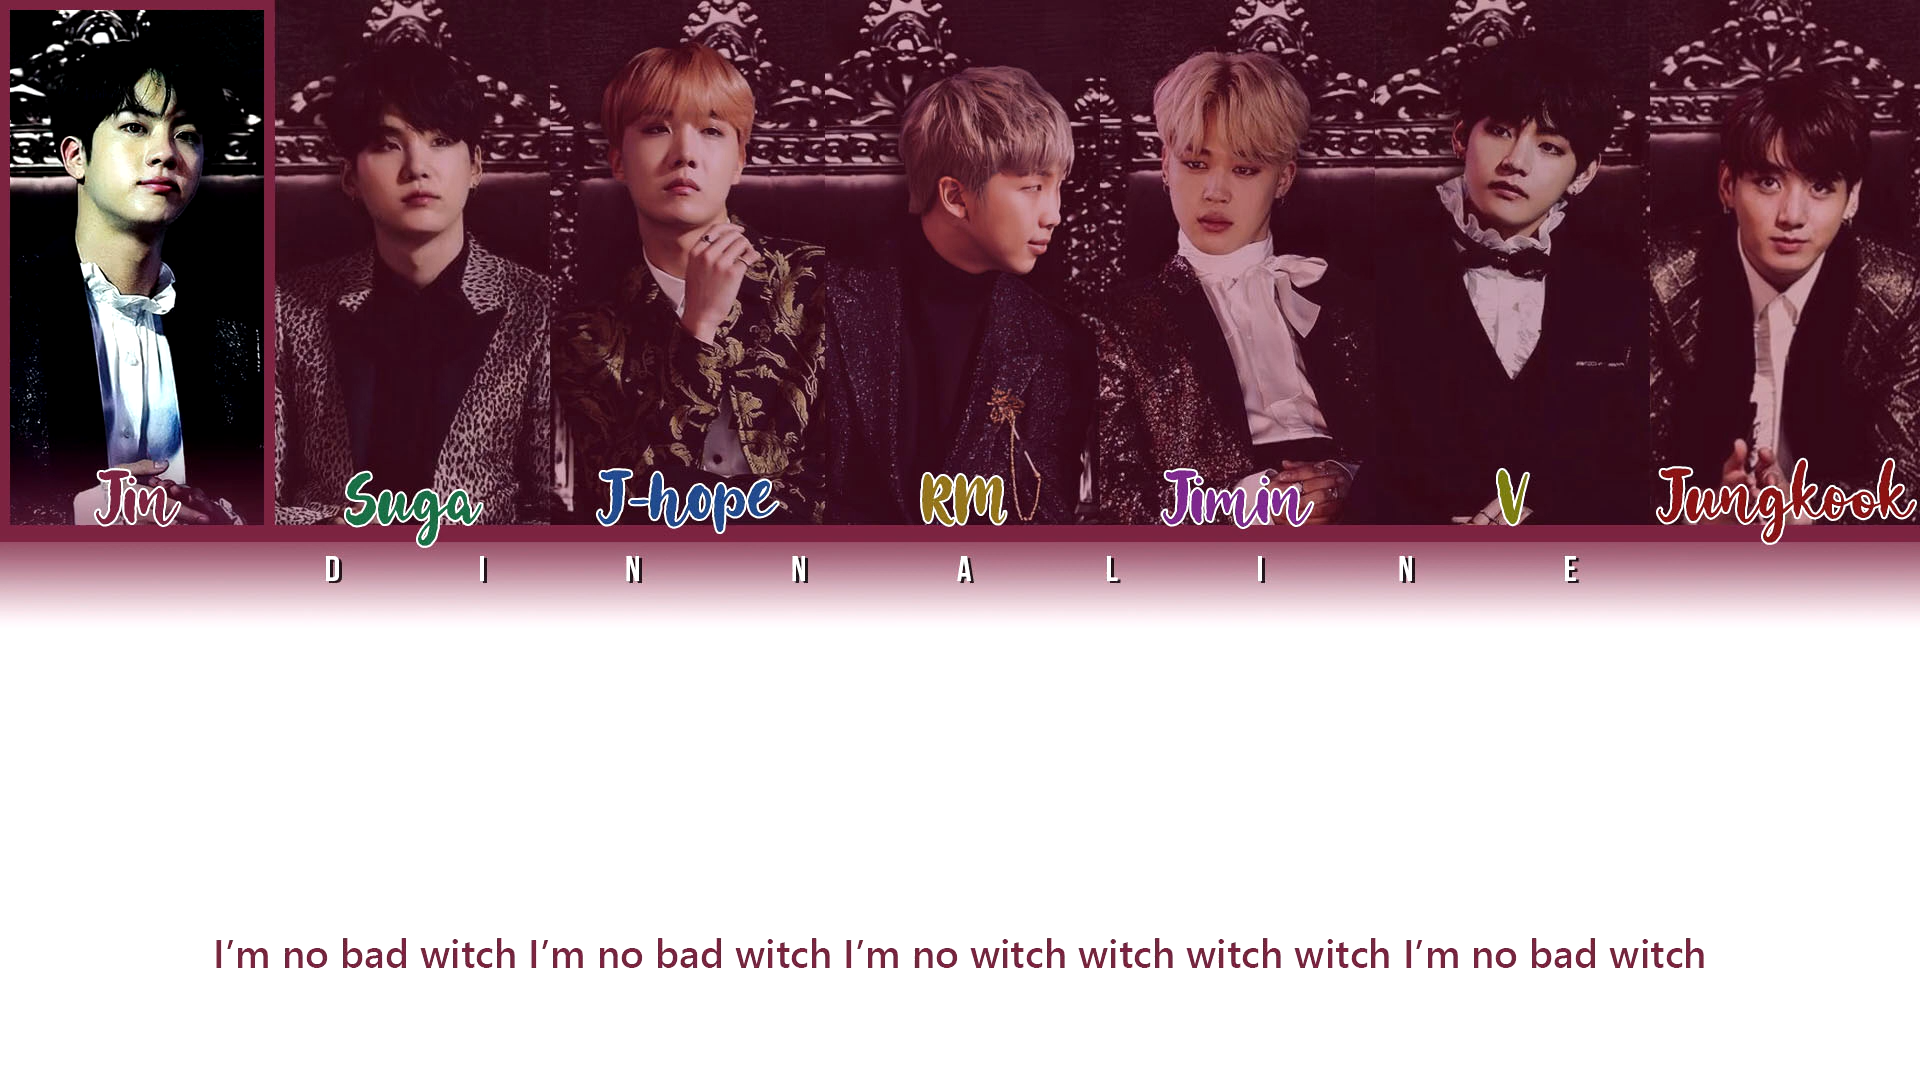 Jin Suga J-hope RM Jimin V Jungkook
DINNALINE
I'm no bad witch I'm no bad witch I'm no witch witch witch witch I'm no bad witch